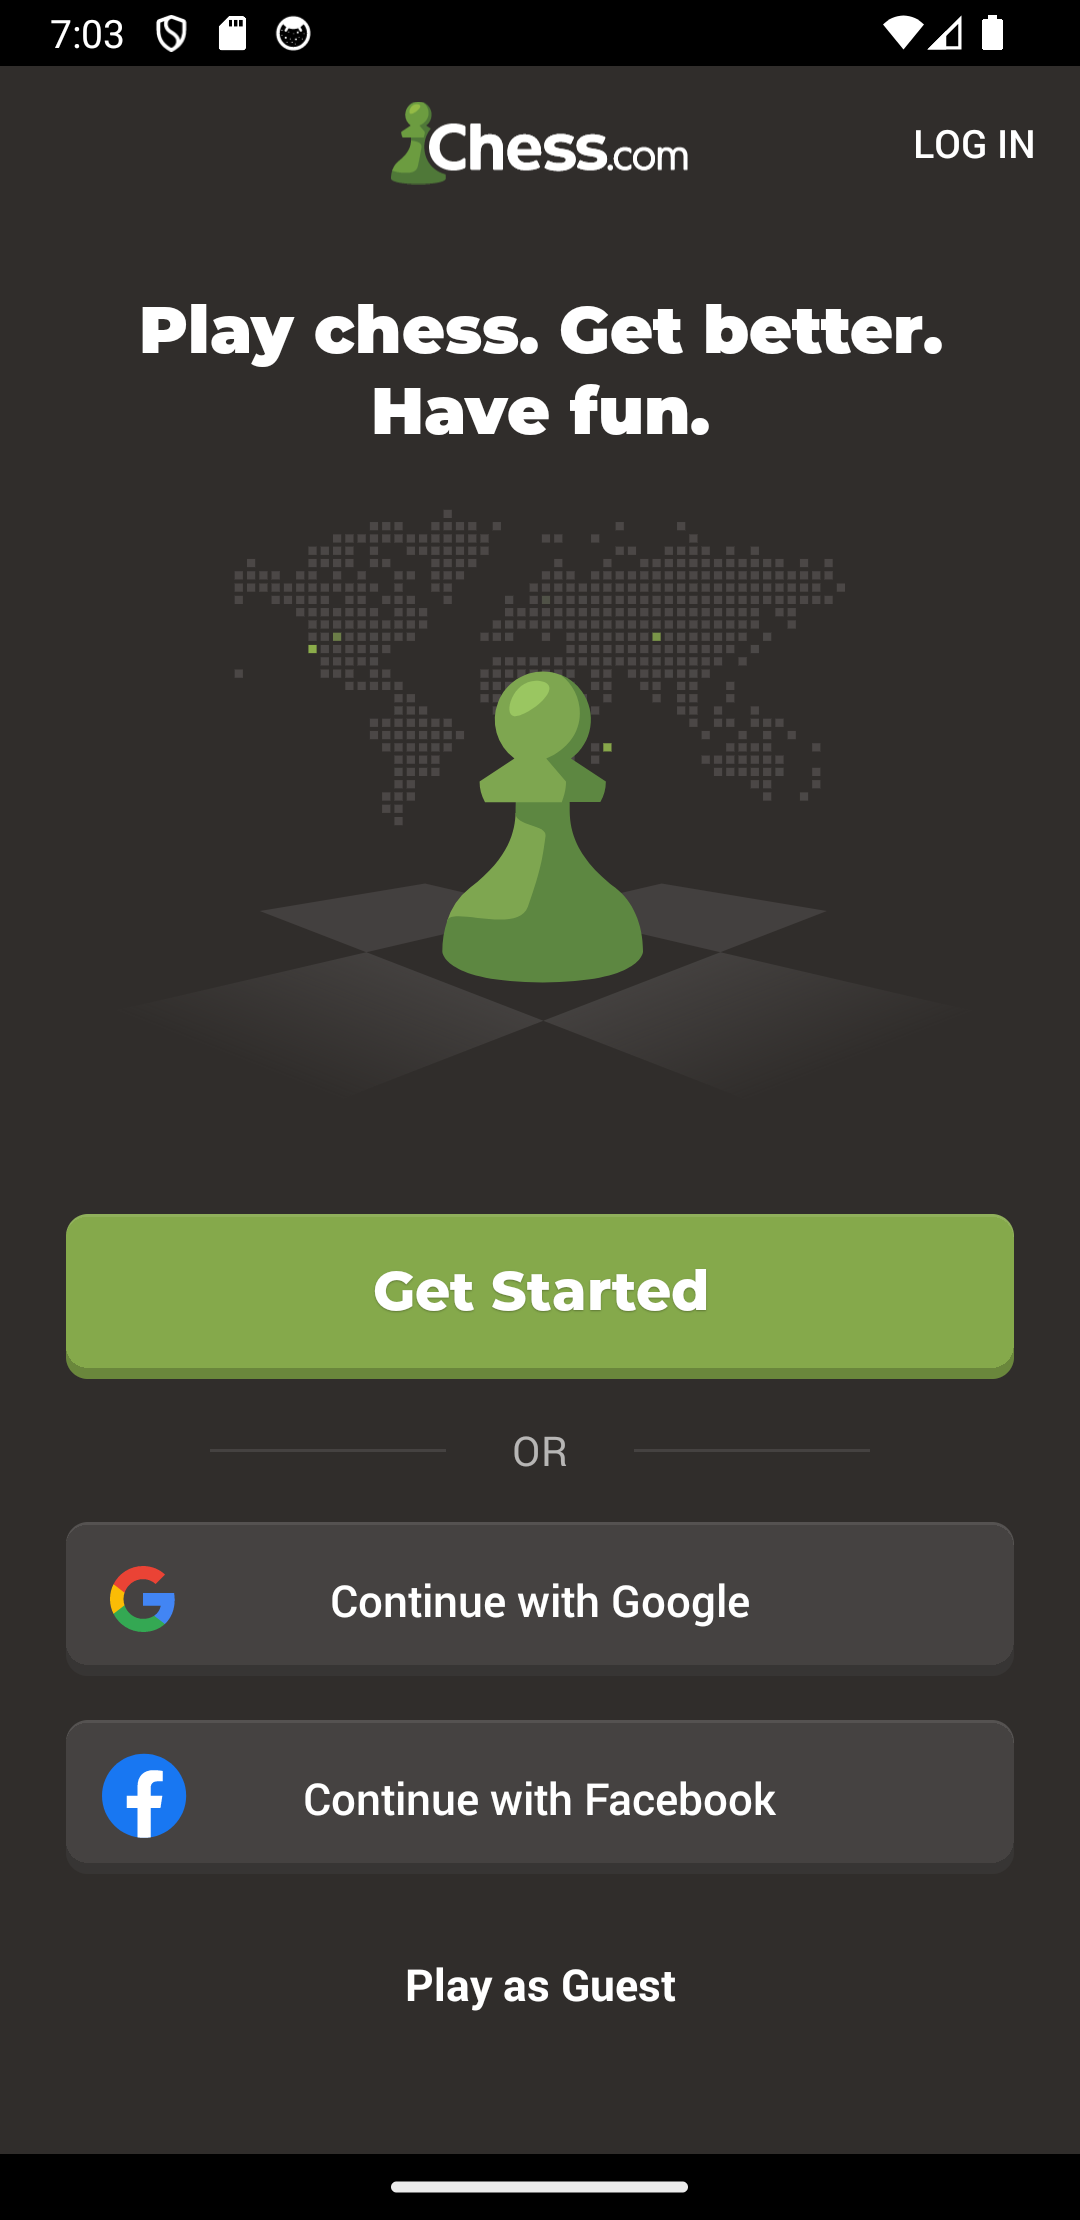 7:03
Chess.com
LOG IN
Play chess. Get better.
Have fun.
Get Started
OR
Continue with Google
Continue with Facebook
Play as Guest